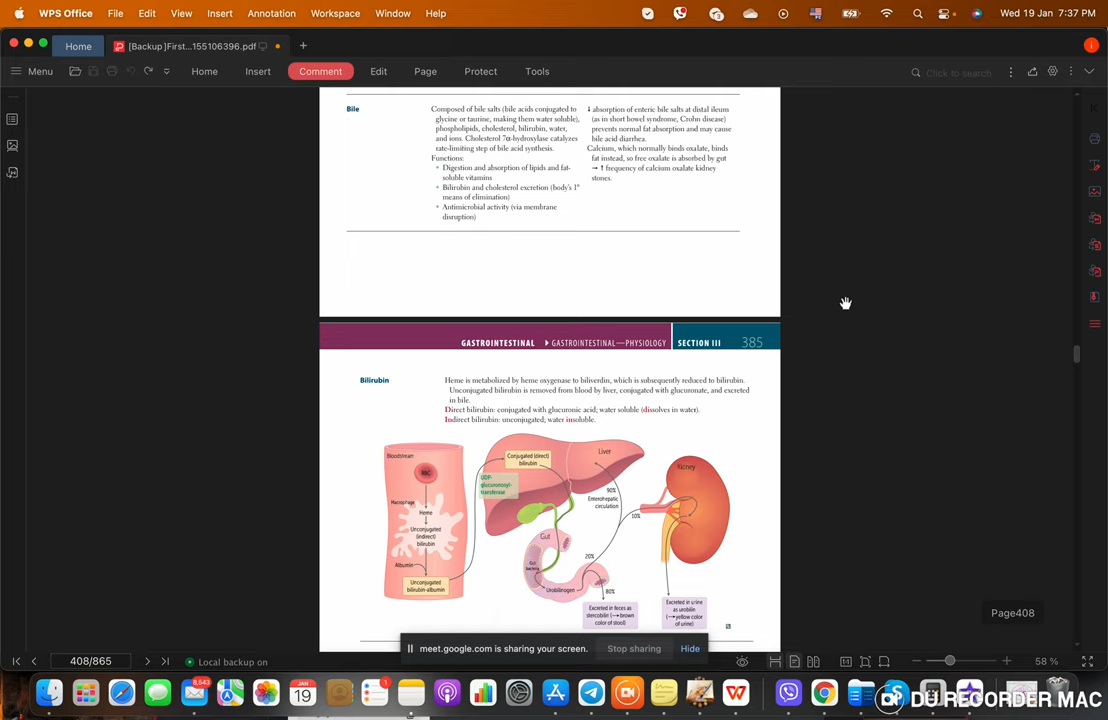 WPS Office File Edit View Insert Annotation Workspace Window Help Wed 19 Jan 7:37 PM
Home [Backup]First...155106396.pdf
Menu Home Insert Comment Edit Page Protect Tools Click to search
Bile
Composed of bile salts (bile acids conjugated to
glycine or taurine, making them water soluble),
phospholipids, cholesterol, bilirubin, water,
and ions. Cholesterol 7α-hydroxylase catalyzes
rate-limiting step of bile acid synthesis.
Functions:
• Digestion and absorption of lipids and fat-
soluble vitamins
• Bilirubin and cholesterol excretion (body's 1°
means of elimination)
• Antimicrobial activity (via membrane
disruption)
↓ absorption of enteric bile salts at distal ileum
(as in short bowel syndrome, Crohn disease)
prevents normal fat absorption and may cause
bile acid diarrhea.
Calcium, which normally binds oxalate, binds
fat instead, so free oxalate is absorbed by gut
→ ↑ frequency of calcium oxalate kidney
stones.
GASTROINTESTINAL ▶ GASTROINTESTINAL—PHYSIOLOGY SECTION III 385
Bilirubin
Heme is metabolized by heme oxygenase to biliverdin, which is subsequently reduced to bilirubin.
Unconjugated bilirubin is removed from blood by liver, conjugated with glucuronate, and excreted
in bile.
Direct bilirubin: conjugated with glucuronic acid; water soluble (dissolves in water).
Indirect bilirubin: unconjugated; water insoluble.
Bloodstream
RBC
Macrophage
Heme
Unconjugated
(indirect)
bilirubin
Albumin
Unconjugated
bilirubin-albumin
Conjugated (direct)
bilirubin
UDP-
glucuronosyl-
transferase
Liver
90%
Enterohepatic
circulation
10%
Kidney
Gut
Gut
bacteria
20%
Urobilinogen
80%
Excreted in feces as
stercobilin (→ brown
color of stool)
Excreted in urine
as urobilin
(→ yellow color
of urine)
Page408
meet.google.com is sharing your screen. Stop sharing Hide
408/865 Local backup on 58 %
8,543
19
1
DU RECORDER MAC